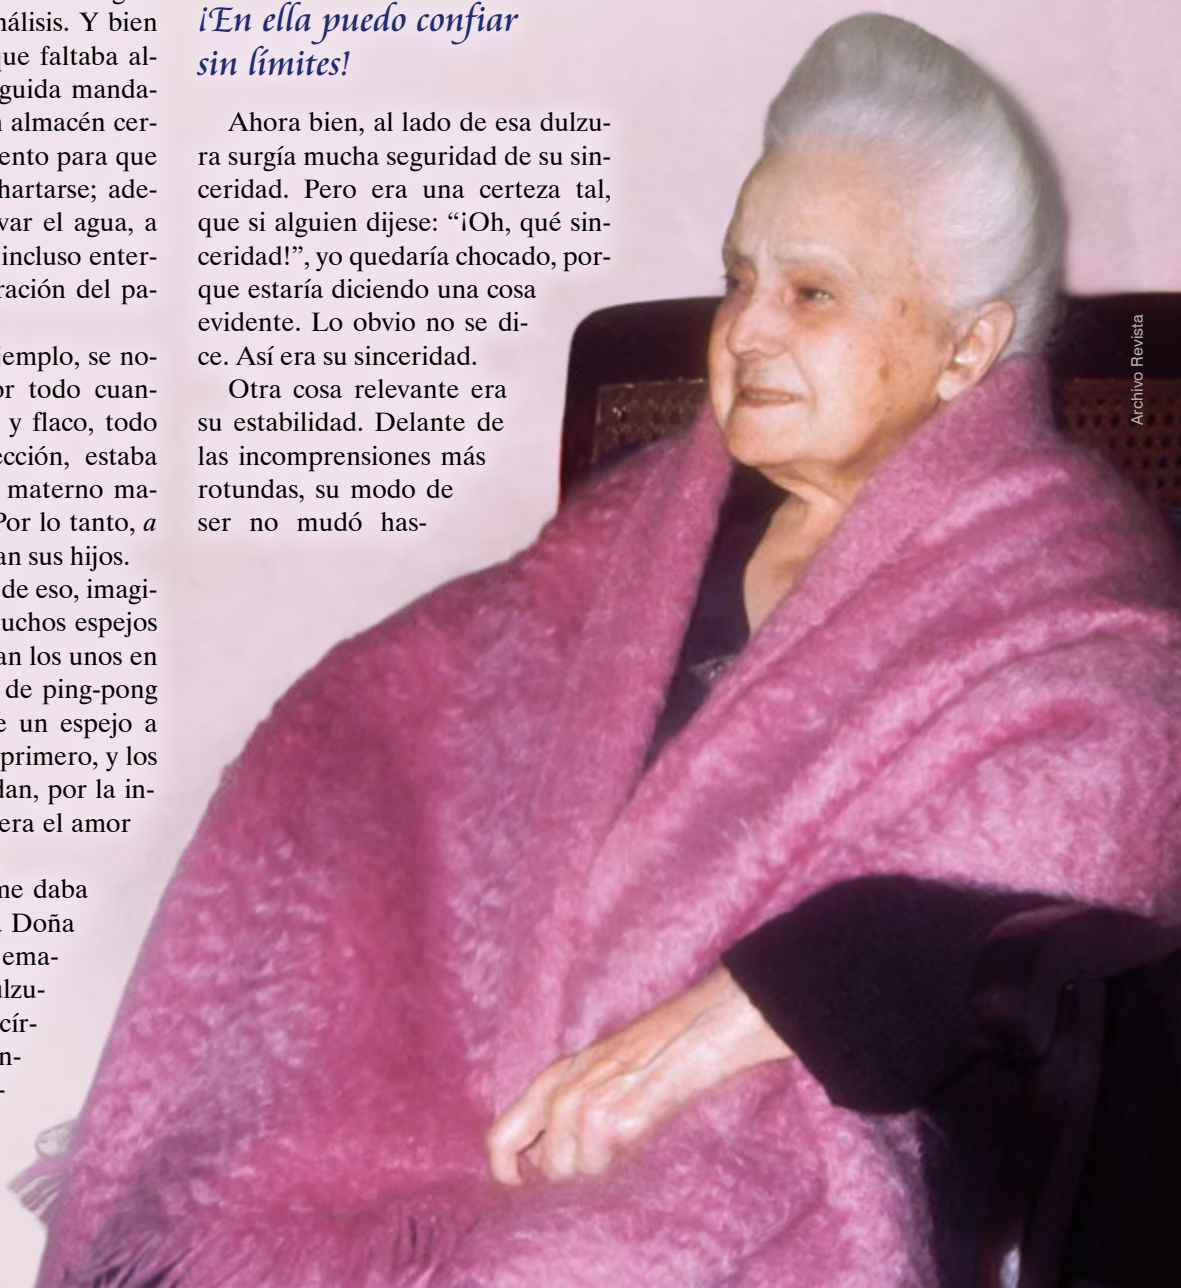 nálisis. Y bien
que faltaba al-
guida manda-
almacén cer-
ento para que
hartarse; ade-
var el agua, a
incluso enter-
ración del pa-
jemplo, se no-
or todo cuan-
y flaco, todo
ección, estaba
materno ma-
Por lo tanto, a
an sus hijos.
de eso, imagi-
uchos espejos
an los unos en
de ping-pong
e un espejo a
primero, y los
dan, por la in-
era el amor
me daba
Doña
ema-
ulzu-
cír-
n-
-
¡En ella puedo confiar
sin límites!
Ahora bien, al lado de esa dulzu-
ra surgía mucha seguridad de su sin-
ceridad. Pero era una certeza tal,
que si alguien dijese: “¡Oh, qué sin-
ceridad!”, yo quedaría chocado, por-
que estaría diciendo una cosa
evidente. Lo obvio no se di-
ce. Así era su sinceridad.
Otra cosa relevante era
su estabilidad. Delante de
las incomprensiones más
rotundas, su modo de
ser no mudó has-
Archivo Revista